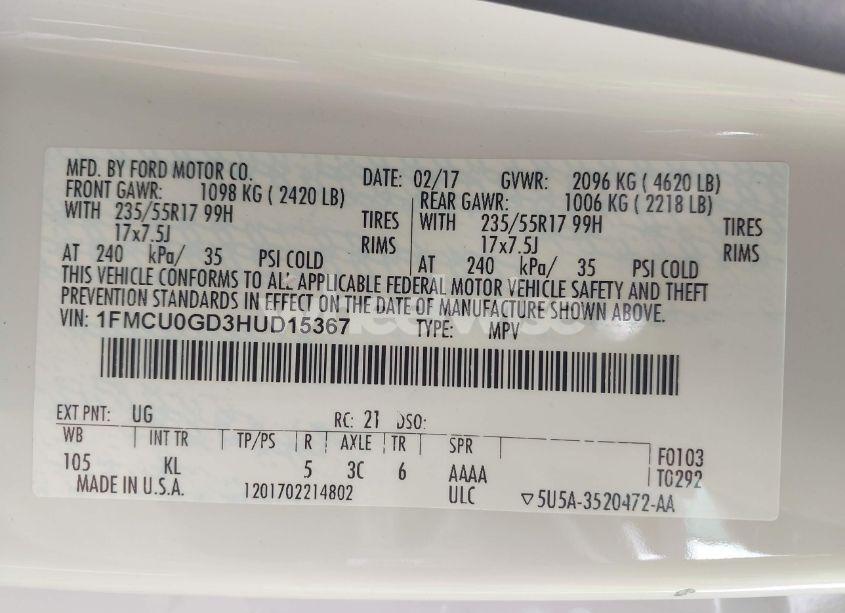 MFD. BY FORD MOTOR CO. DATE: 02/17 GVWR: 2096 KG ( 4620 LB)
FRONT GAWR: 1098 KG ( 2420 LB) REAR GAWR: 1006 KG ( 2218 LB)
WITH 235/55R17 99H TIRES WITH 235/55R17 99H TIRES
17x7.5J RIMS 17x7.5J RIMS
AT 240 kPa/ 35 PSI COLD AT 240 kPa/ 35 PSI COLD
THIS VEHICLE CONFORMS TO ALL APPLICABLE FEDERAL MOTOR VEHICLE SAFETY AND THEFT
PREVENTION STANDARDS IN EFFECT ON THE DATE OF MANUFACTURE SHOWN ABOVE.
VIN: 1FMCU0GD3HUD15367 TYPE: MPV
EXT PNT: UG RC: 21 DSO:
WB INT TR TP/PS R AXLE TR SPR F0103
105 KL 5 3C 6 AAAA T0292
MADE IN U.S.A. 1201702214802 ULC ▽5U5A-3520472-AA